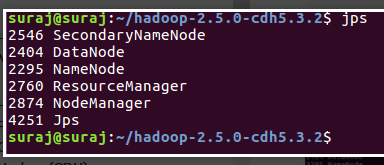 suraj@suraj:~/hadoop-2.5.0-cdh5.3.2$ jps
2546 SecondaryNameNode
2404 DataNode
2295 NameNode
2760 ResourceManager
2874 NodeManager
4251 Jps
suraj@suraj:~/hadoop-2.5.0-cdh5.3.2$